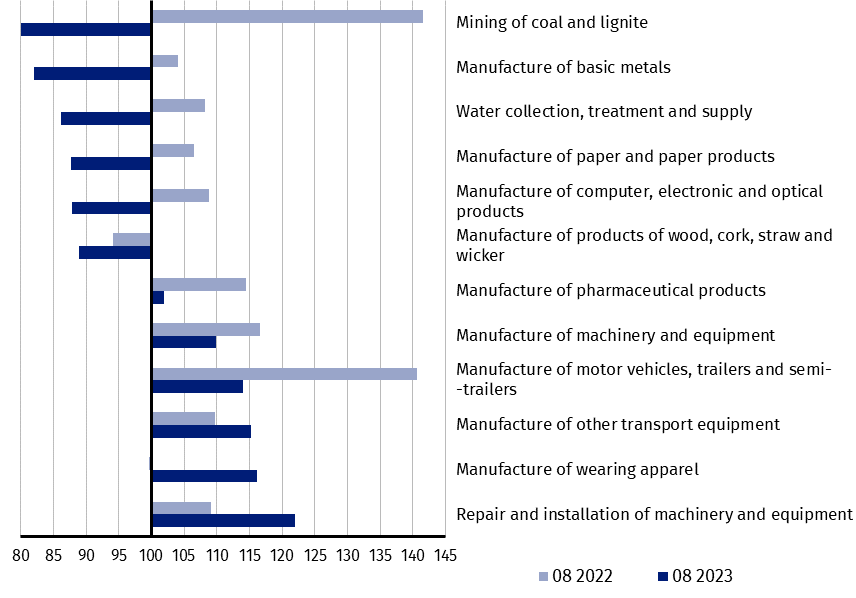 Mining of coal and lignite
Manufacture of basic metals
Water collection, treatment and supply
Manufacture of paper and paper products
Manufacture of computer, electronic and optical
products
Manufacture of products of wood, cork, straw and
wicker
Manufacture of pharmaceutical products
Manufacture of machinery and equipment
Manufacture of motor vehicles, trailers and semi-
-trailers
Manufacture of other transport equipment
Manufacture of wearing apparel
Repair and installation of machinery and equipment
80 85 90 95 100 105 110 115 120 125 130 135 140 145
08 2022 08 2023